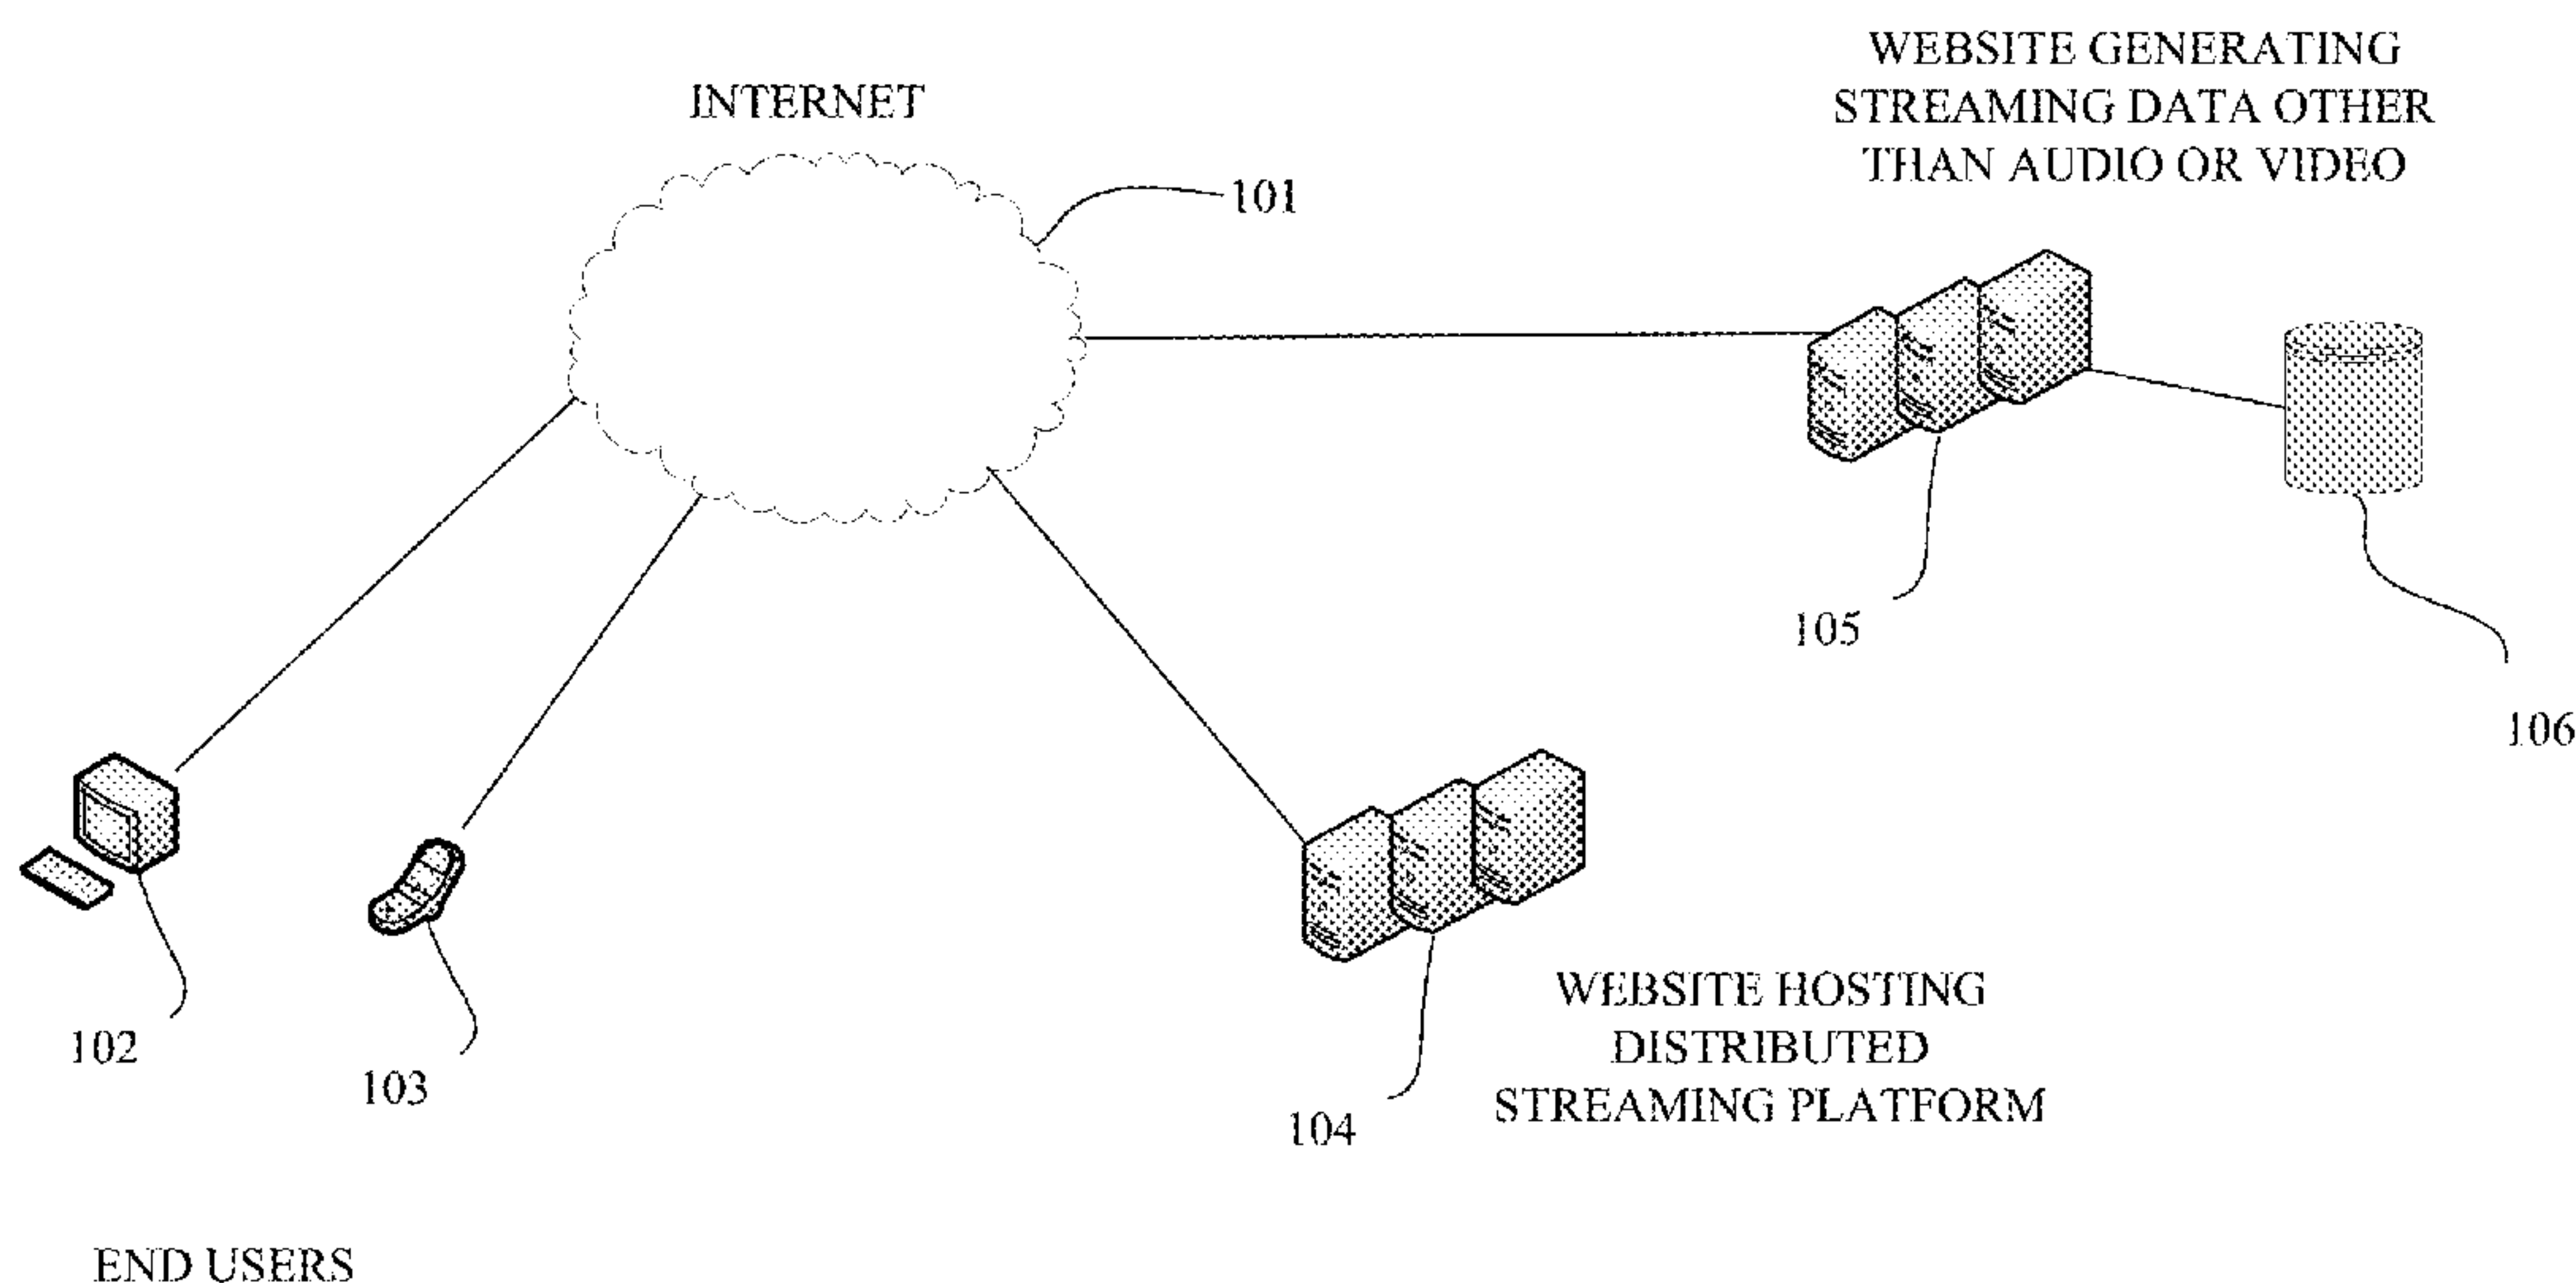 WEBSITE GENERATING
STREAMING DATA OTHER
THAN AUDIO OR VIDEO
INTERNET
101
105
106
102
103
104
WEBSITE HOSTING
DISTRIBUTED
STREAMING PLATFORM
END USERS